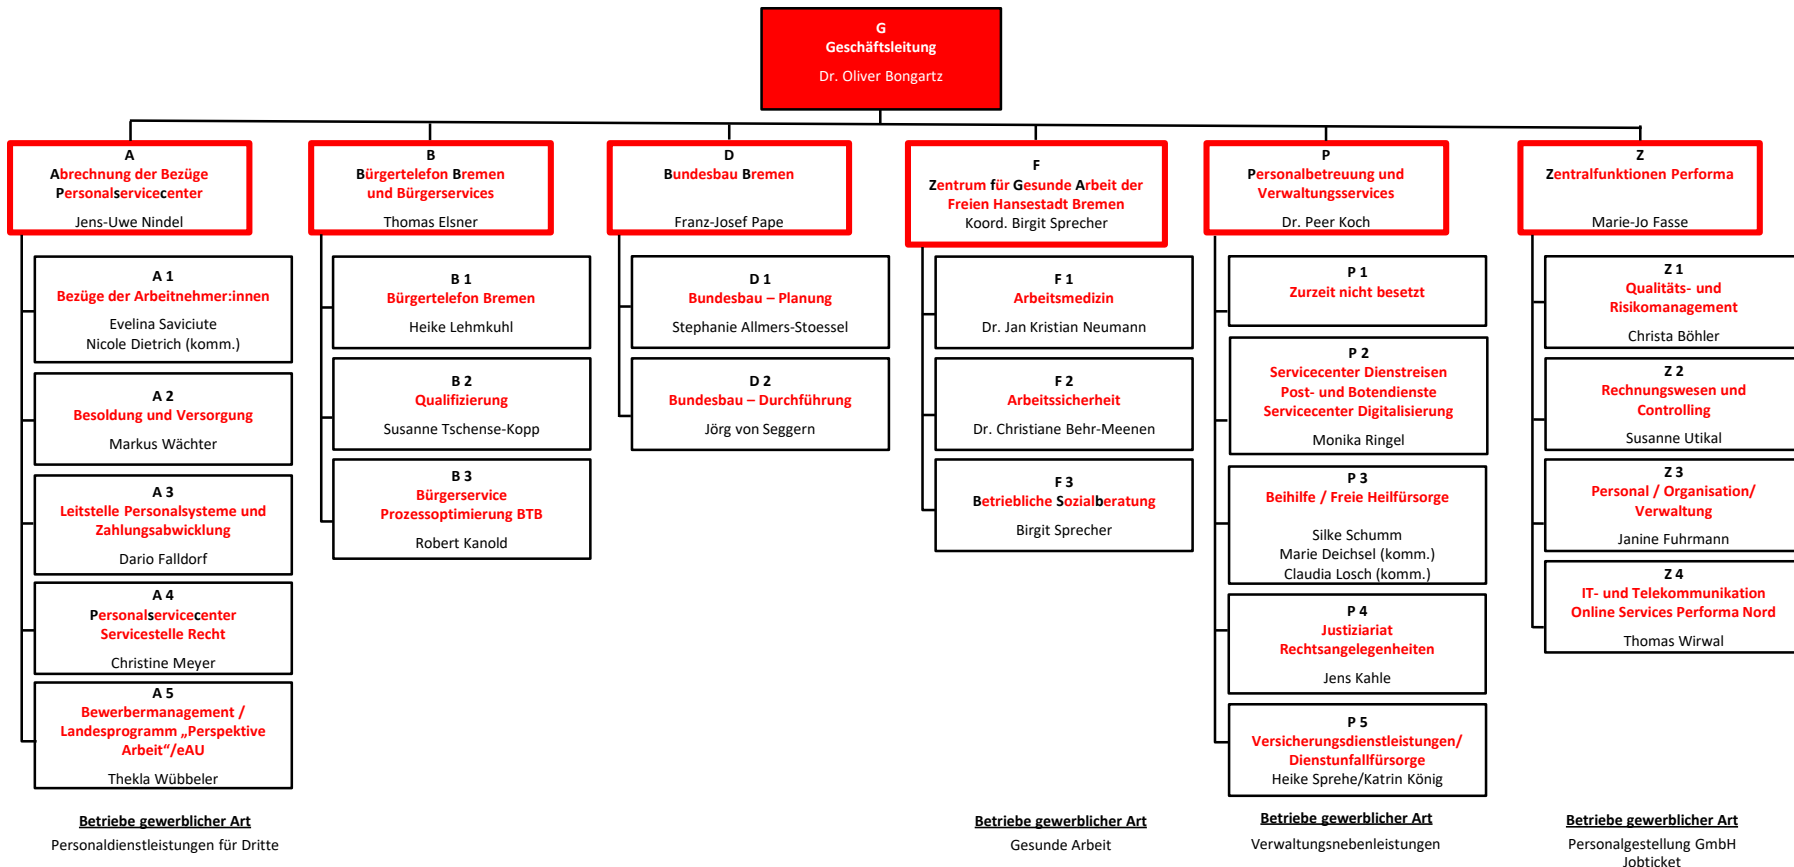 G
Geschäftsleitung
Dr. Oliver Bongartz
A
Abrechnung der Bezüge
Personalservicecenter
Jens-Uwe Nindel
A 1
Bezüge der Arbeitnehmer:innen
Evelina Saviciute
Nicole Dietrich (komm.)
A 2
Besoldung und Versorgung
Markus Wächter
A 3
Leitstelle Personalsysteme und
Zahlungsabwicklung
Dario Falldorf
A 4
Personalservicecenter
Servicestelle Recht
Christine Meyer
A 5
Bewerbermanagement /
Landesprogramm „Perspektive
Arbeit“/eAU
Thekla Wübbeler
Betriebe gewerblicher Art
Personaldienstleistungen für Dritte
B
Bürgertelefon Bremen
und Bürgerservices
Thomas Elsner
B 1
Bürgertelefon Bremen
Heike Lehmkuhl
B 2
Qualifizierung
Susanne Tschense-Kopp
B 3
Bürgerservice
Prozessoptimierung BTB
Robert Kanold
D
Bundesbau Bremen
Franz-Josef Pape
D 1
Bundesbau – Planung
Stephanie Allmers-Stoessel
D 2
Bundesbau – Durchführung
Jörg von Seggern
F
Zentrum für Gesunde Arbeit der
Freien Hansestadt Bremen
Koord. Birgit Sprecher
F 1
Arbeitsmedizin
Dr. Jan Kristian Neumann
F 2
Arbeitssicherheit
Dr. Christiane Behr-Meenen
F 3
Betriebliche Sozialberatung
Birgit Sprecher
Betriebe gewerblicher Art
Gesunde Arbeit
P
Personalbetreuung und
Verwaltungsservices
Dr. Peer Koch
P 1
Zurzeit nicht besetzt
P 2
Servicecenter Dienstreisen
Post- und Botendienste
Servicecenter Digitalisierung
Monika Ringel
P 3
Beihilfe / Freie Heilfürsorge
Silke Schumm
Marie Deichsel (komm.)
Claudia Losch (komm.)
P 4
Justiziariat
Rechtsangelegenheiten
Jens Kahle
P 5
Versicherungsdienstleistungen/
Dienstunfallfürsorge
Heike Sprehe/Katrin König
Betriebe gewerblicher Art
Verwaltungsnebenleistungen
Z
Zentralfunktionen Performa
Marie-Jo Fasse
Z 1
Qualitäts- und
Risikomanagement
Christa Böhler
Z 2
Rechnungswesen und
Controlling
Susanne Utikal
Z 3
Personal / Organisation/
Verwaltung
Janine Fuhrmann
Z 4
IT- und Telekommunikation
Online Services Performa Nord
Thomas Wirwal
Betriebe gewerblicher Art
Personalgestellung GmbH
Jobticket